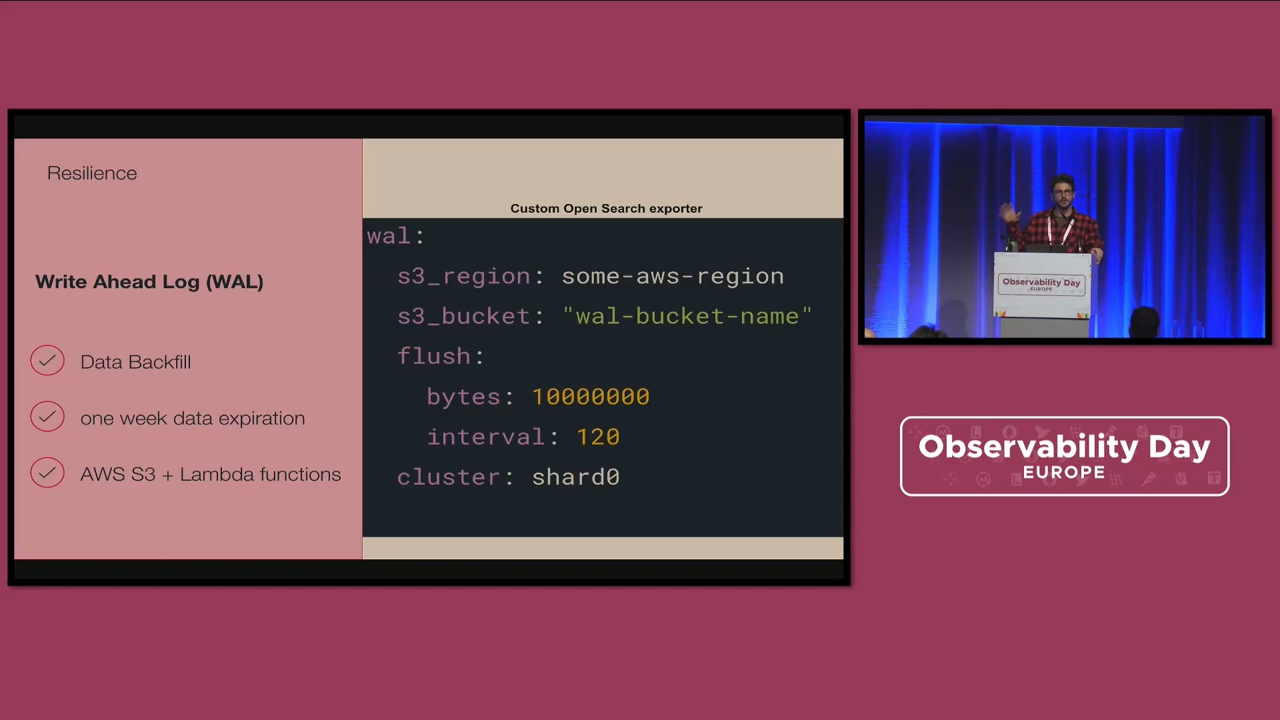 Resilience
Write Ahead Log (WAL)
Data Backfill
one week data expiration
AWS S3 + Lambda functions
Custom Open Search exporter
wal:
s3_region: some-aws-region
s3_bucket: "wal-bucket-name"
flush:
bytes: 10000000
interval: 120
cluster: shard0
Observability Day
EUROPE
Observability Day
EUROPE